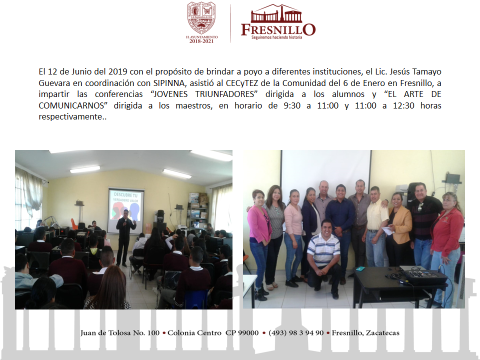 H. AYUNTAMIENTO
2018-2021
FRESNILLO
Seguiremos haciendo historia
El 12 de Junio del 2019 con el propósito de brindar a poyo a diferentes instituciones, el Lic. Jesús Tamayo
Guevara en coordinación con SIPINNA, asistió al CECyTEZ de la Comunidad del 6 de Enero en Fresnillo, a
impartir las conferencias “JOVENES TRIUNFADORES” dirigida a los alumnos y “EL ARTE DE
COMUNICARNOS” dirigida a los maestros, en horario de 9:30 a 11:00 y 11:00 a 12:30 horas
respectivamente..
Juan de Tolosa No. 100 • Colonia Centro CP 99000 • (493) 98 3 94 90 • Fresnillo, Zacatecas